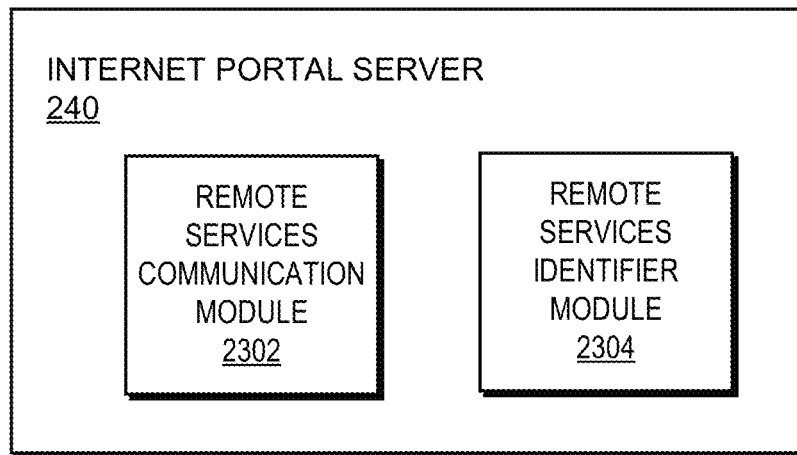 INTERNET PORTAL SERVER
240
REMOTE
SERVICES
COMMUNICATION
MODULE
2302
REMOTE
SERVICES
IDENTIFIER
MODULE
2304